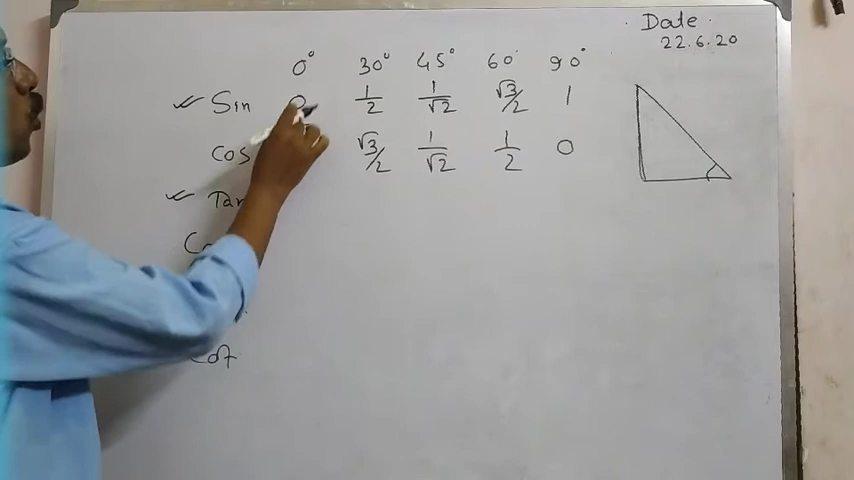 Date.
22.6.20
0° 30° 45° 60° 90°
Sin 0 1/2 1/√2 √3/2 1
Cos √3/2 1/√2 1/2 0
Tan
Cot